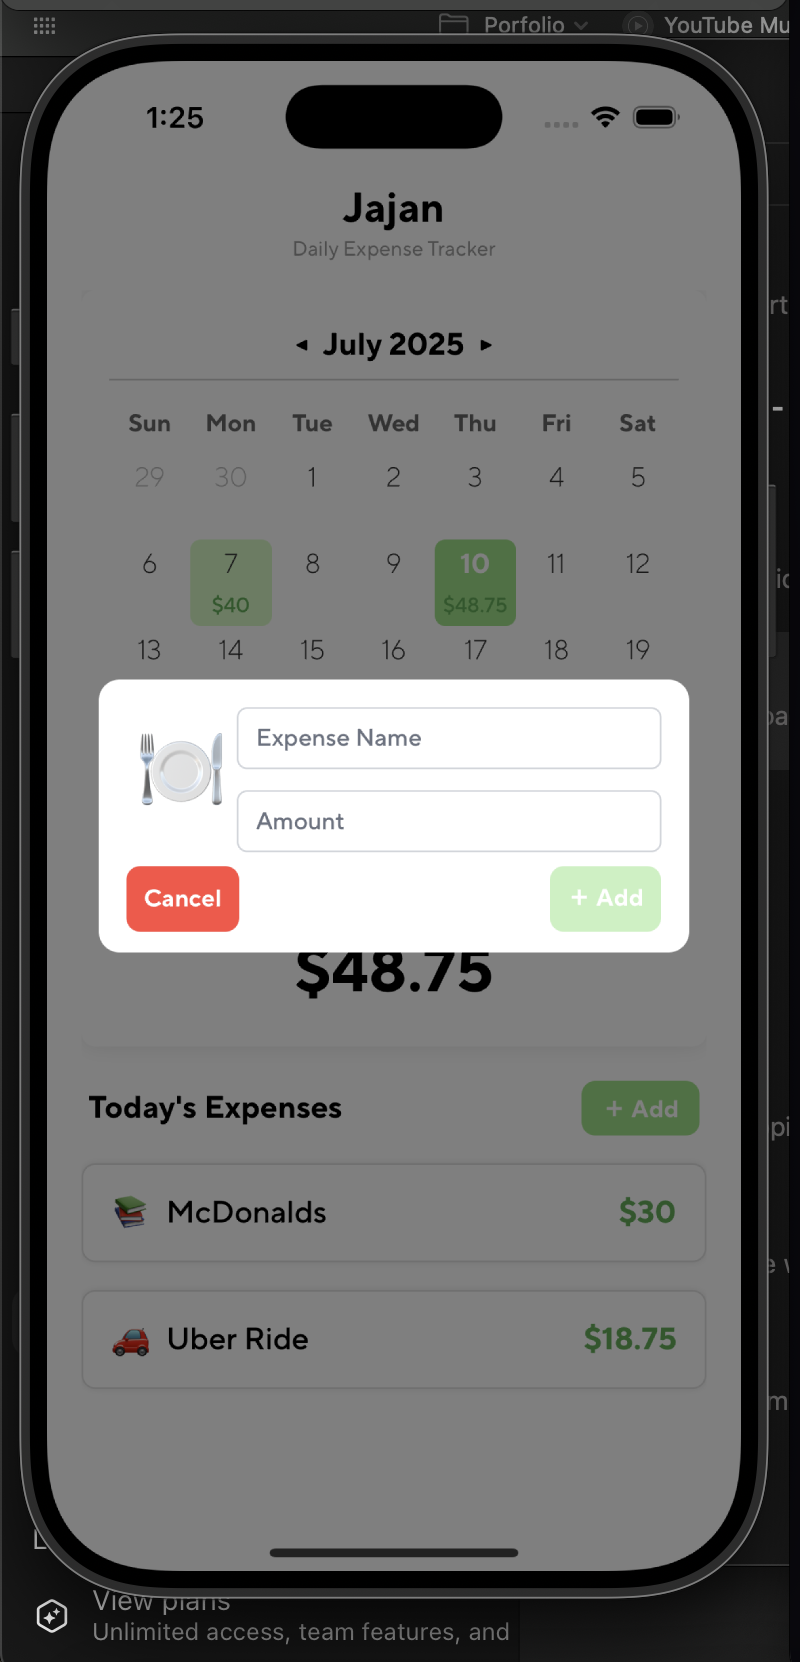 Porfolio
YouTube Mu
1:25
Jajan
Daily Expense Tracker
◂ July 2025 ▸
Sun Mon Tue Wed Thu Fri Sat
29 30 1 2 3 4 5
6 7 8 9 10 11 12
$40 $48.75
13 14 15 16 17 18 19
Expense Name
Amount
Cancel
+ Add
$48.75
Today's Expenses
+ Add
McDonalds
$30
Uber Ride
$18.75
View plans
Unlimited access, team features, and